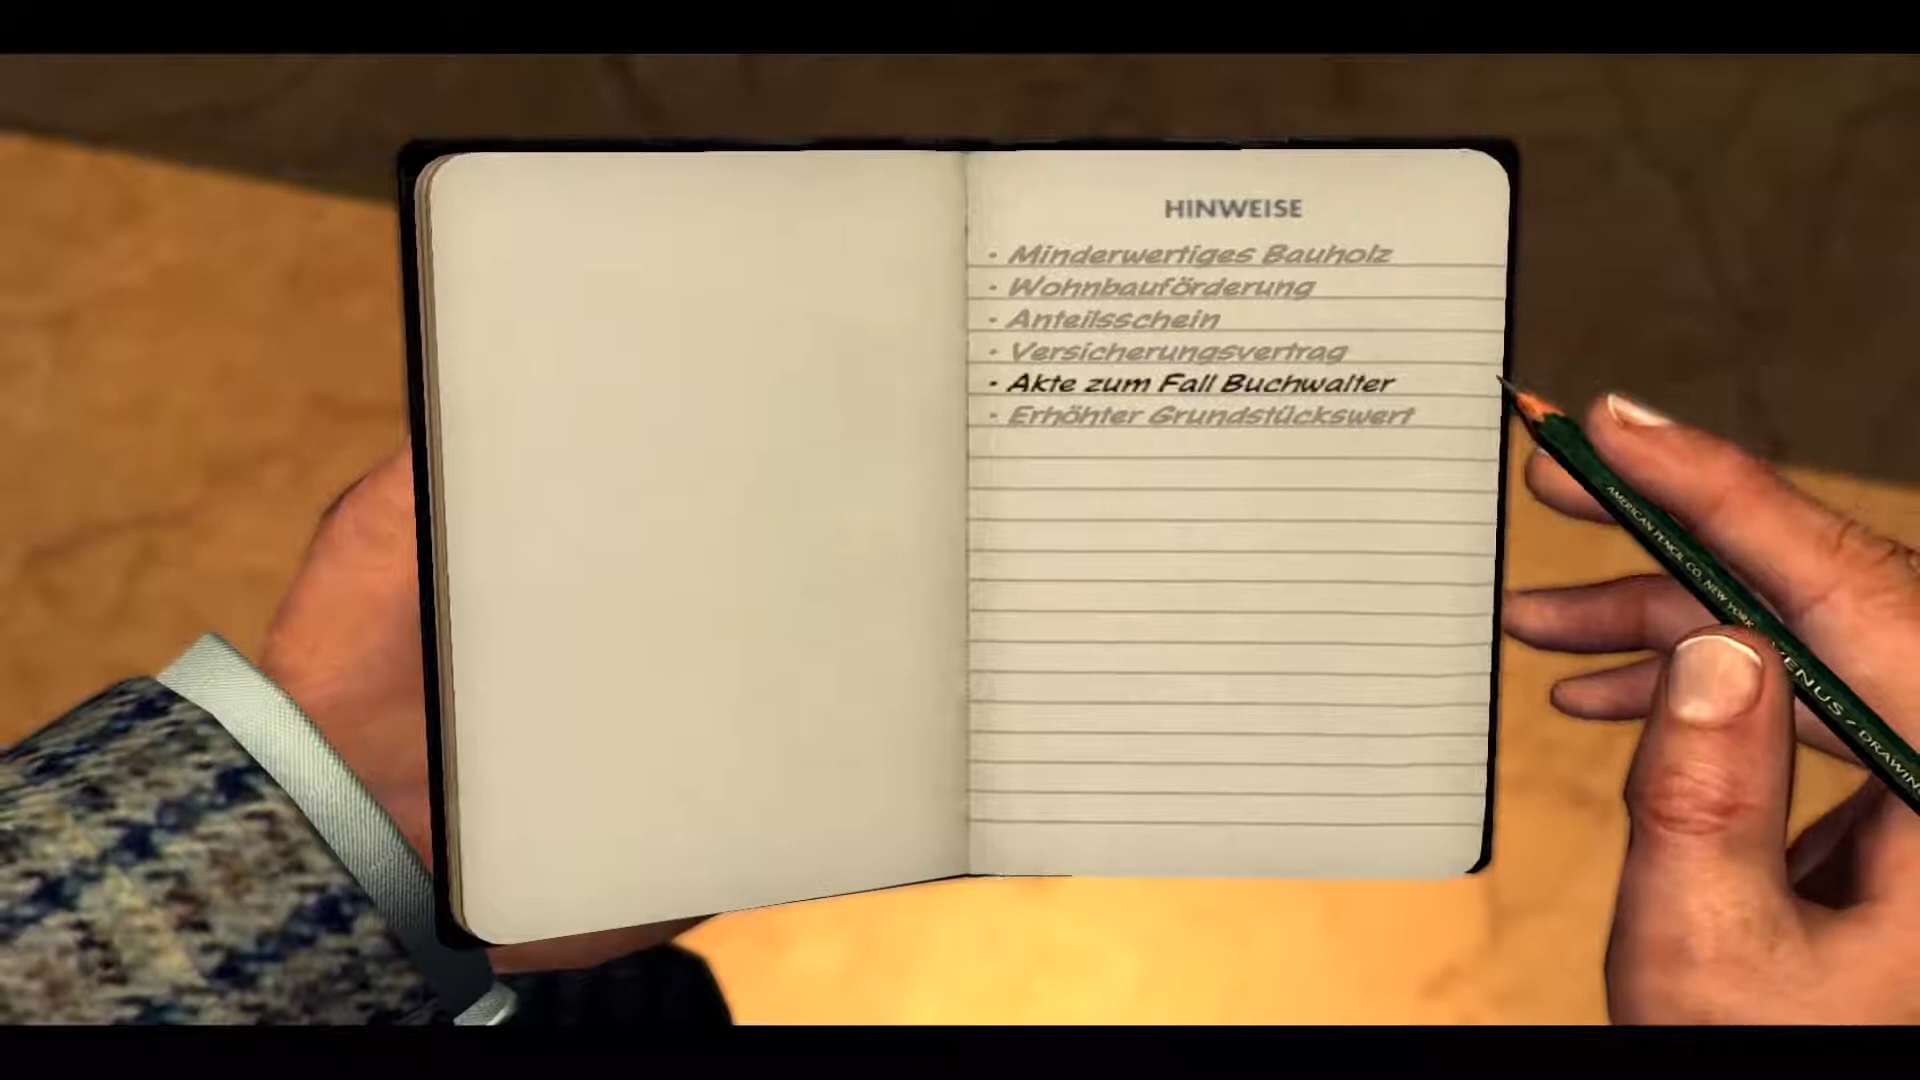 HINWEISE
· Minderwertiges Bauholz
· Wohnbauförderung
· Anteilsschein
· Versicherungsvertrag
· Akte zum Fall Buchwalter
· Erhöhter Grundstückswert
AMERICAN PENCIL CO. NEW YORK VENUS / DRAWING